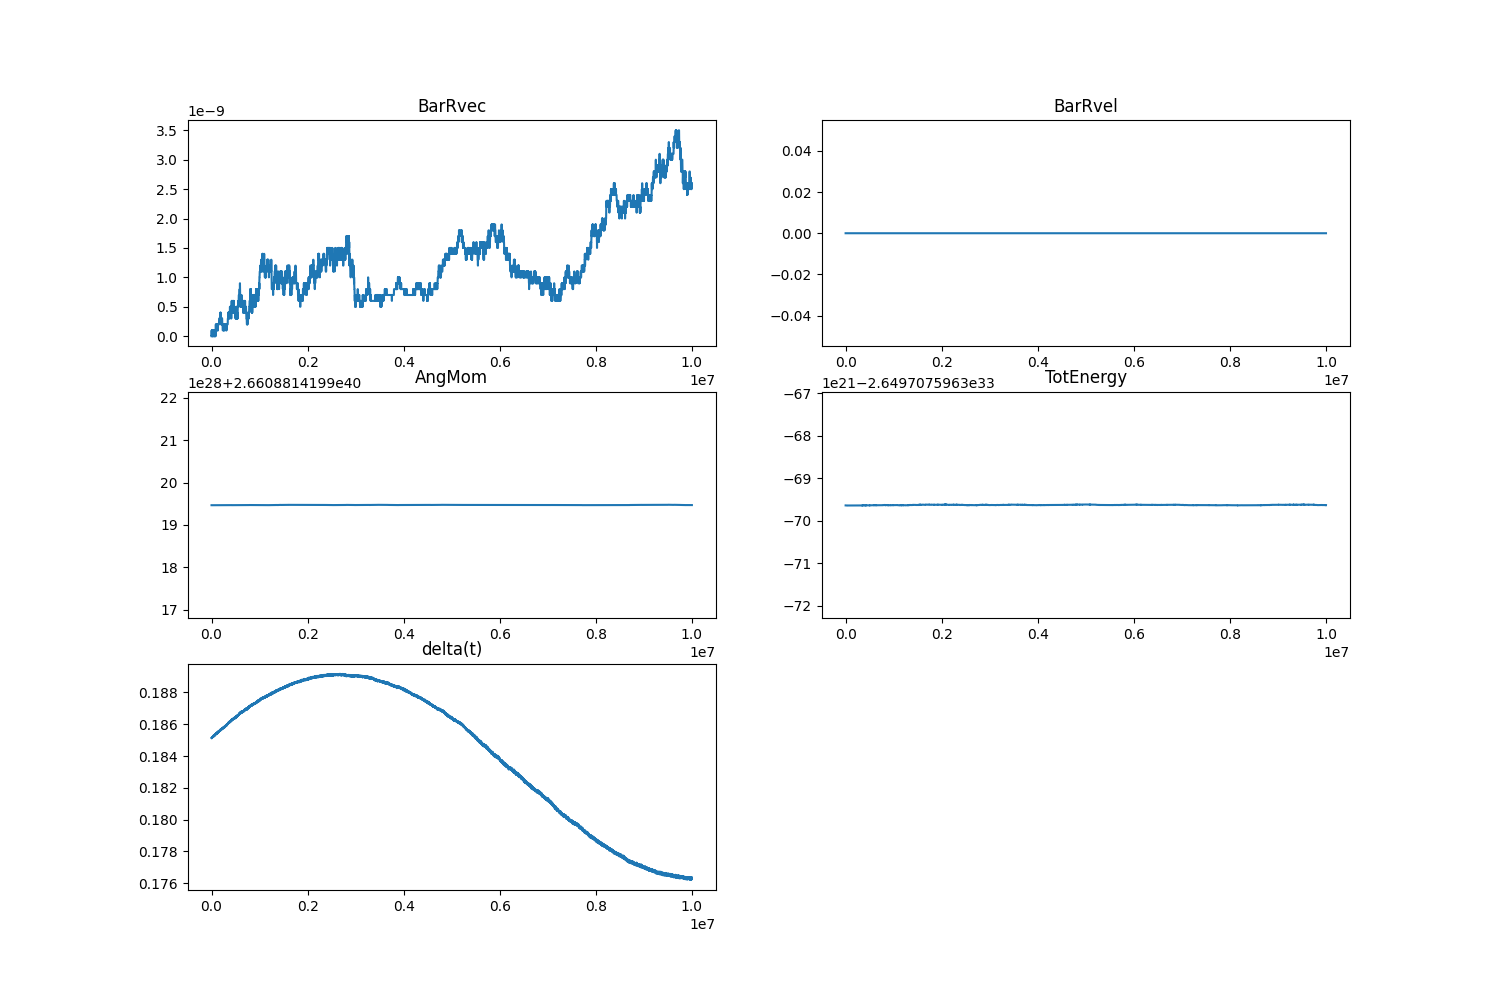 BarRvec
1e−9
3.5
3.0
2.5
2.0
1.5
1.0
0.5
0.0
0.0 0.2 0.4 0.6 0.8 1.0
1e7
BarRvel
0.04
0.02
0.00
−0.02
−0.04
0.0 0.2 0.4 0.6 0.8 1.0
1e7
AngMom
1e28+2.6608814199e40
22
21
20
19
18
17
0.0 0.2 0.4 0.6 0.8 1.0
1e7
TotEnergy
1e21−2.6497075963e33
−67
−68
−69
−70
−71
−72
0.0 0.2 0.4 0.6 0.8 1.0
1e7
delta(t)
0.188
0.186
0.184
0.182
0.180
0.178
0.176
0.0 0.2 0.4 0.6 0.8 1.0
1e7